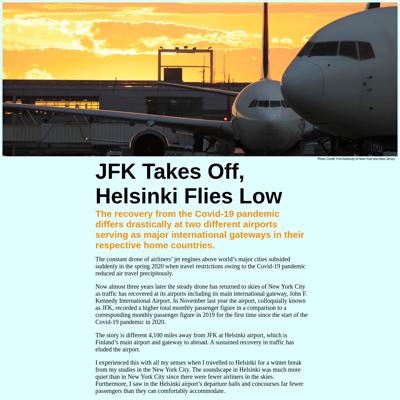 Photo Credit: Port Authority of New York and New Jersey
JFK Takes Off,
Helsinki Flies Low
The recovery from the Covid-19 pandemic
differs drastically at two different airports
serving as major international gateways in their
respective home countries.
The constant drone of airliners' jet engines above world's major cities subsided
suddenly in the spring 2020 when travel restrictions owing to the Covid-19 pandemic
reduced air travel precipitously.
Now almost three years later the steady drone has returned to skies of New York City
as traffic has recovered at its airports including its main international gateway, John F.
Kennedy International Airport. In November last year the airport, colloquially known
as JFK, recorded a higher total monthly passenger figure in a comparison to a
corresponding monthly passenger figure in 2019 for the first time since the start of the
Covid-19 pandemic in 2020.
The story is different 4,100 miles away from JFK at Helsinki airport, which is
Finland's main airport and gateway to abroad. A sustained recovery in traffic has
eluded the airport.
I experienced this with all my senses when I travelled to Helsinki for a winter break
from my studies in New York City. The soundscape in Helsinki was much more
quiet than in New York City since there were fewer airliners in the skies.
Furthermore, I saw in the Helsinki airport's departure halls and concourses far fewer
passengers than they can comfortably accommodate.